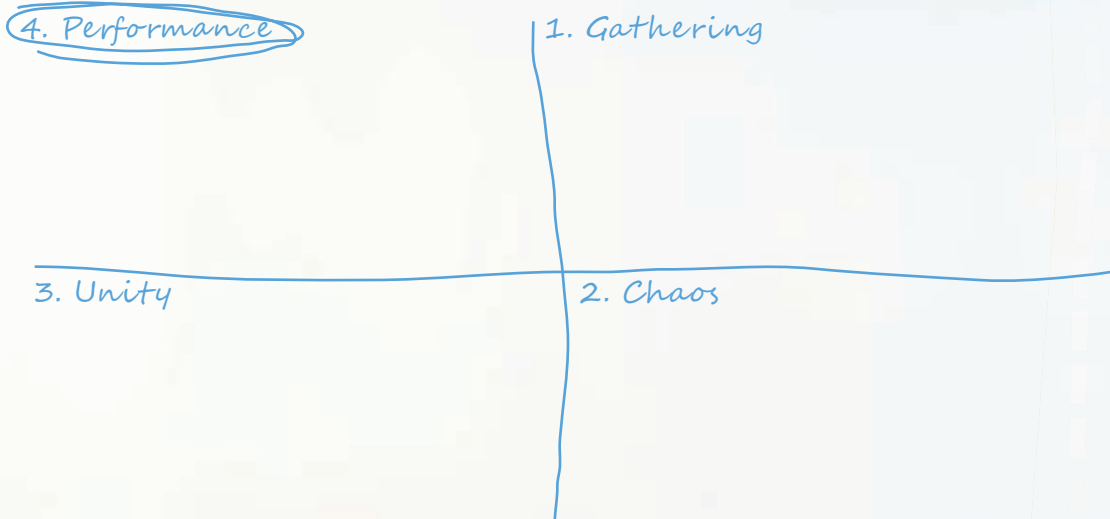 4. Performance
1. Gathering
3. Unity
2. Chaos